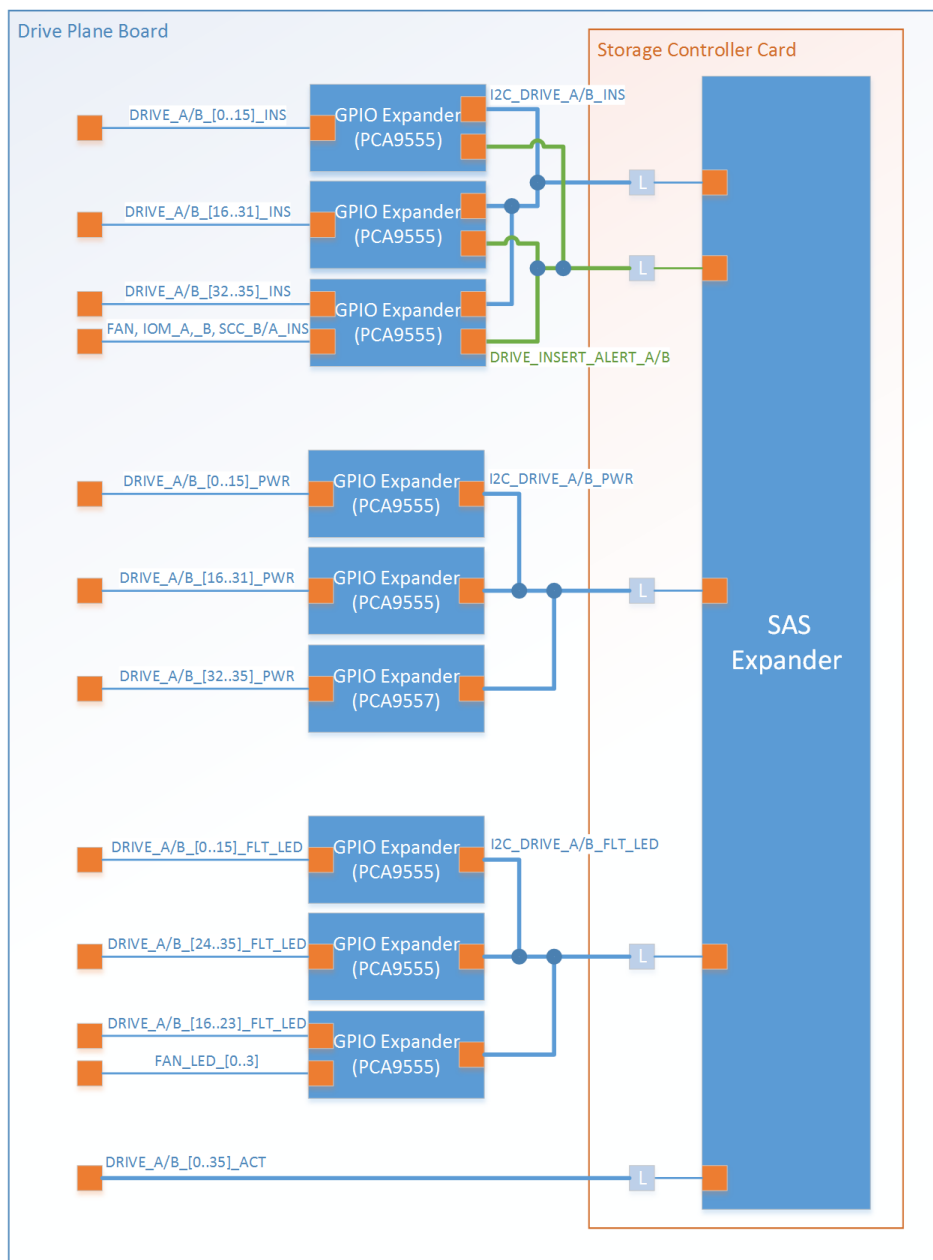 Drive Plane Board
Storage Controller Card
I2C_DRIVE_A/B_INS
DRIVE_A/B_[0..15]_INS
GPIO Expander
(PCA9555)
L
DRIVE_A/B_[16..31]_INS
GPIO Expander
(PCA9555)
L
DRIVE_A/B_[32..35]_INS
FAN, IOM_A,_B, SCC_B/A_INS
GPIO Expander
(PCA9555)
DRIVE_INSERT_ALERT_A/B
DRIVE_A/B_[0..15]_PWR
GPIO Expander
(PCA9555)
I2C_DRIVE_A/B_PWR
DRIVE_A/B_[16..31]_PWR
GPIO Expander
(PCA9555)
L
SAS
Expander
DRIVE_A/B_[32..35]_PWR
GPIO Expander
(PCA9557)
DRIVE_A/B_[0..15]_FLT_LED
GPIO Expander
(PCA9555)
I2C_DRIVE_A/B_FLT_LED
DRIVE_A/B_[24..35]_FLT_LED
GPIO Expander
(PCA9555)
L
DRIVE_A/B_[16..23]_FLT_LED
FAN_LED_[0..3]
GPIO Expander
(PCA9555)
DRIVE_A/B_[0..35]_ACT
L